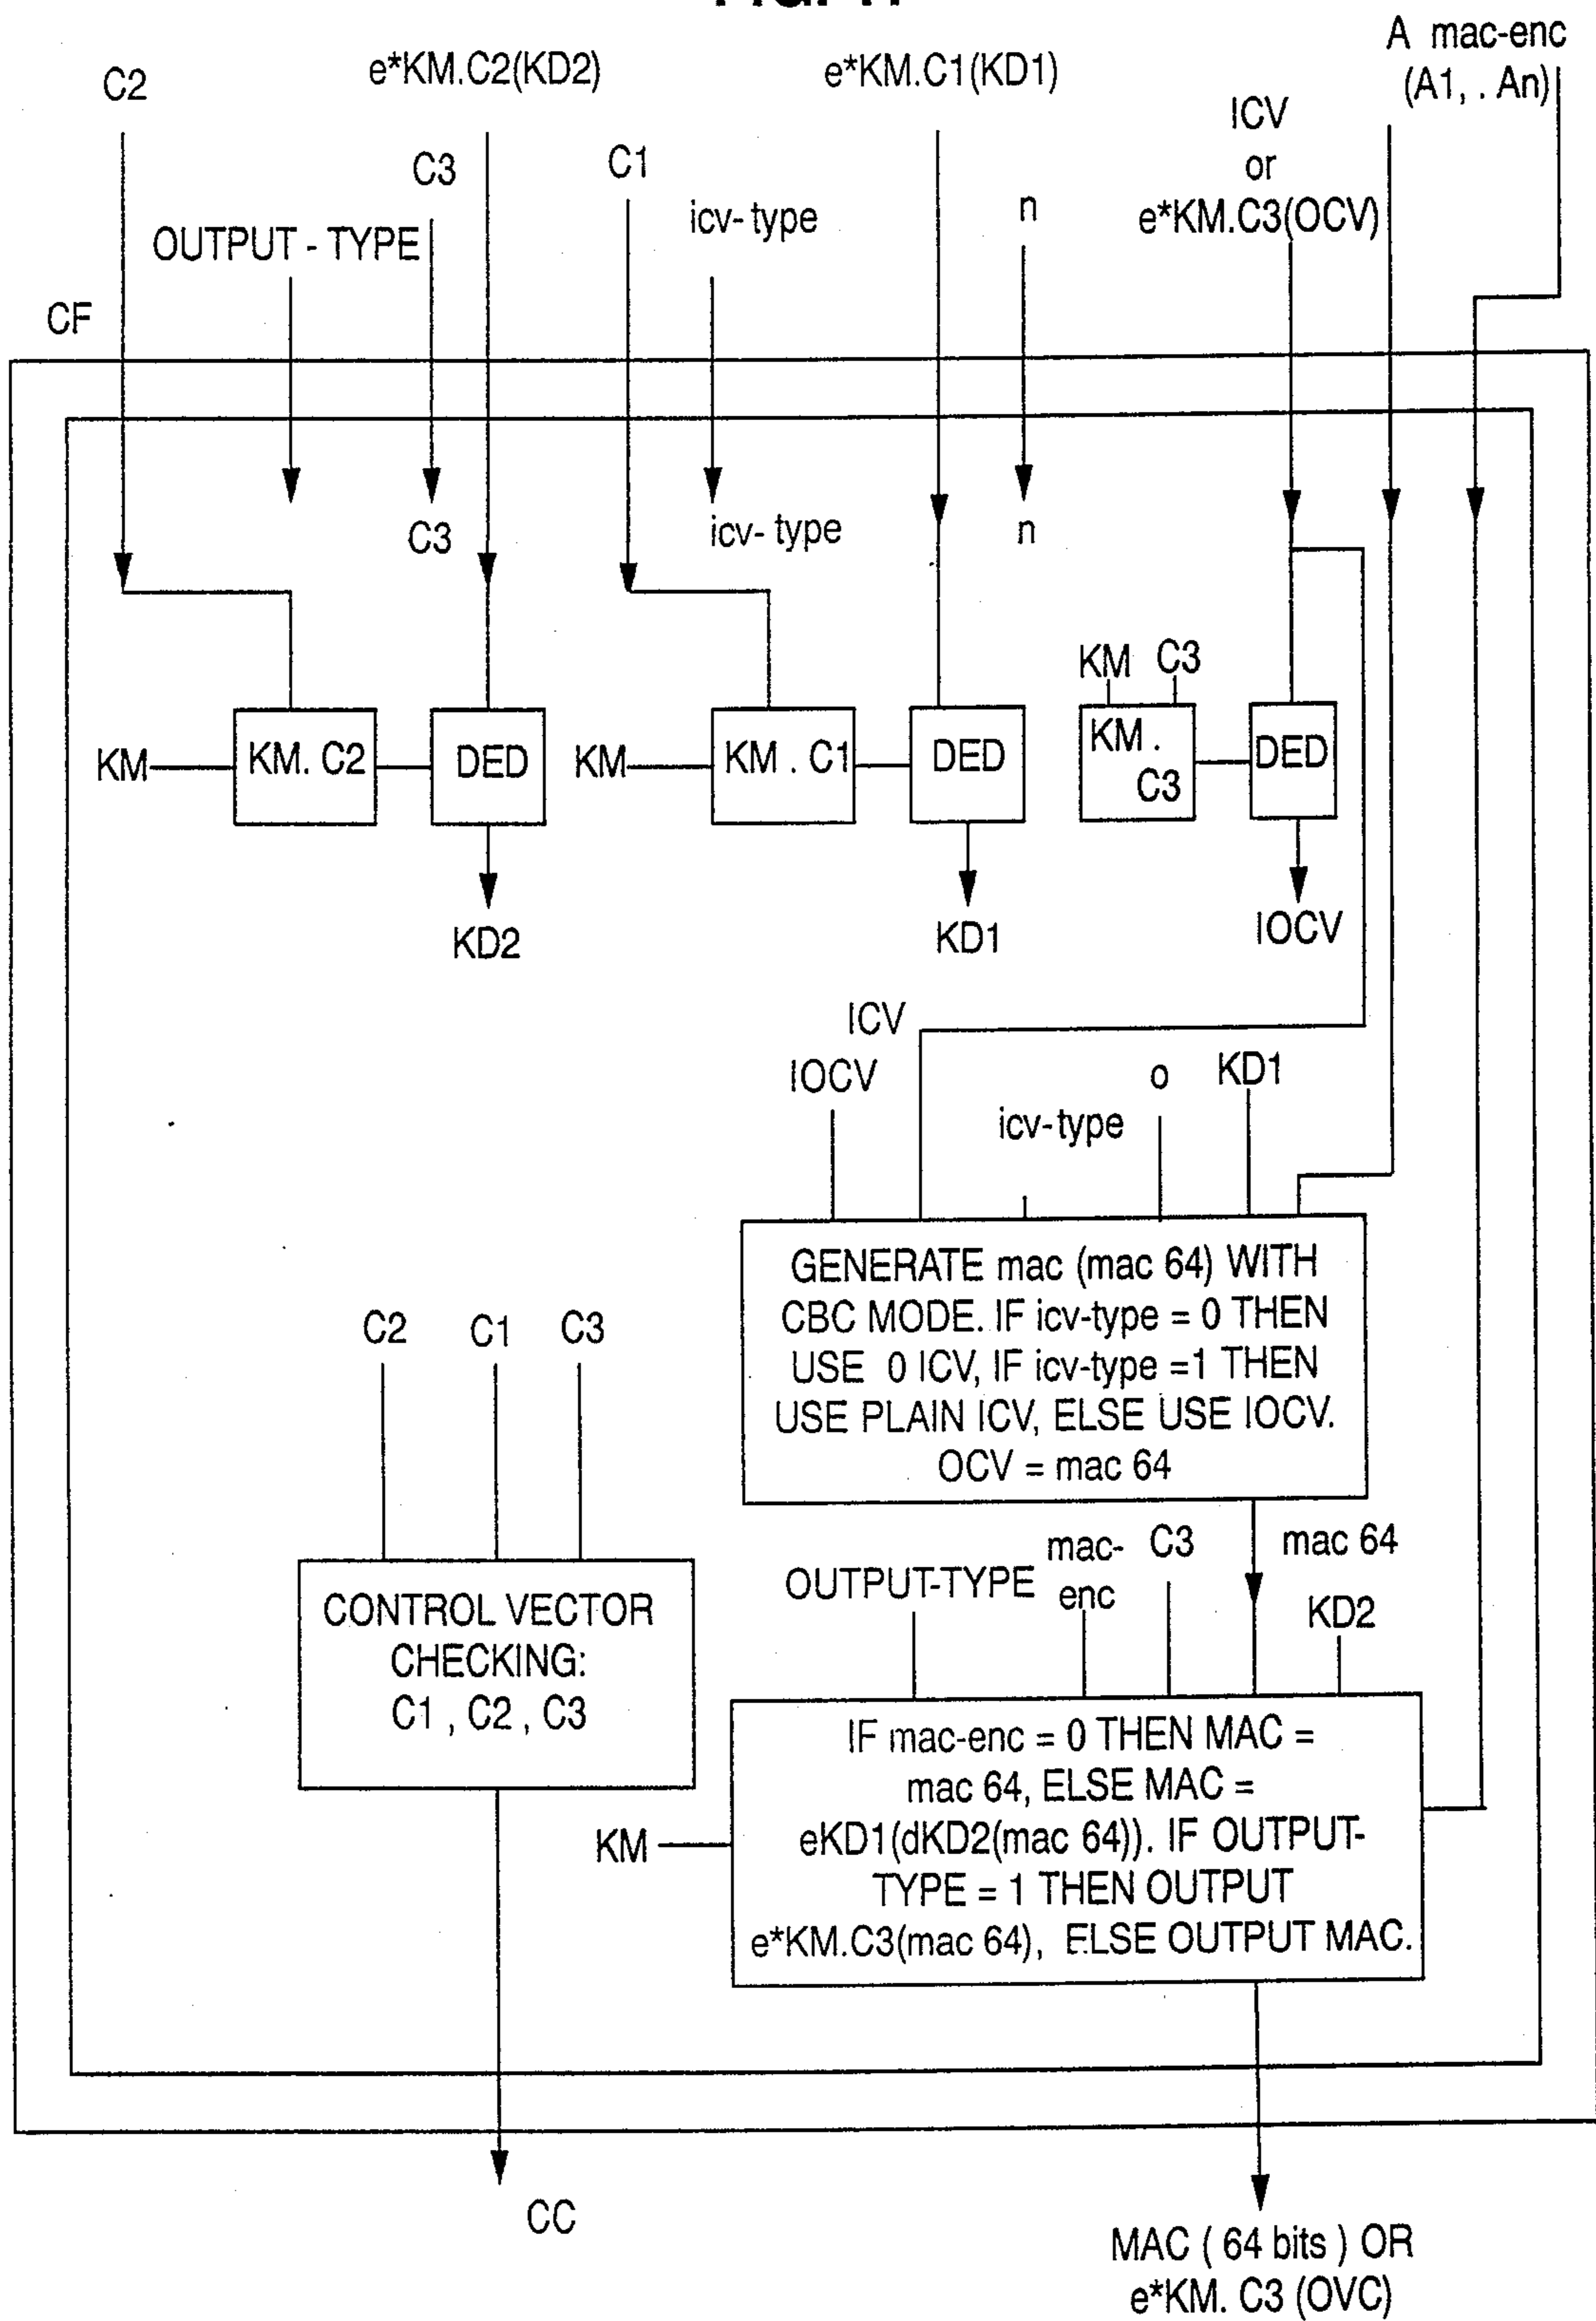 A mac-enc
C2
e*KM.C2(KD2)
e*KM.C1(KD1)
(A1, . An)
ICV
or
e*KM.C3(OCV)
C3
C1
icv-type
n
OUTPUT - TYPE
CF
C3
icv-type
n
KM
C3
KM
KM. C2
DED
KM
KM . C1
DED
KM .
C3
DED
KD2
KD1
IOCV
ICV
IOCV
icv-type
o
KD1
GENERATE mac (mac 64) WITH
CBC MODE. IF icv-type = 0 THEN
USE 0 ICV, IF icv-type =1 THEN
USE PLAIN ICV, ELSE USE IOCV.
OCV = mac 64
C2
C1
C3
OUTPUT-TYPE
mac-
enc
C3
mac 64
KD2
CONTROL VECTOR
CHECKING:
C1 , C2 , C3
KM
IF mac-enc = 0 THEN MAC =
mac 64, ELSE MAC =
eKD1(dKD2(mac 64)). IF OUTPUT-
TYPE = 1 THEN OUTPUT
e*KM.C3(mac 64), ELSE OUTPUT MAC.
CC
MAC ( 64 bits ) OR
e*KM. C3 (OVC)